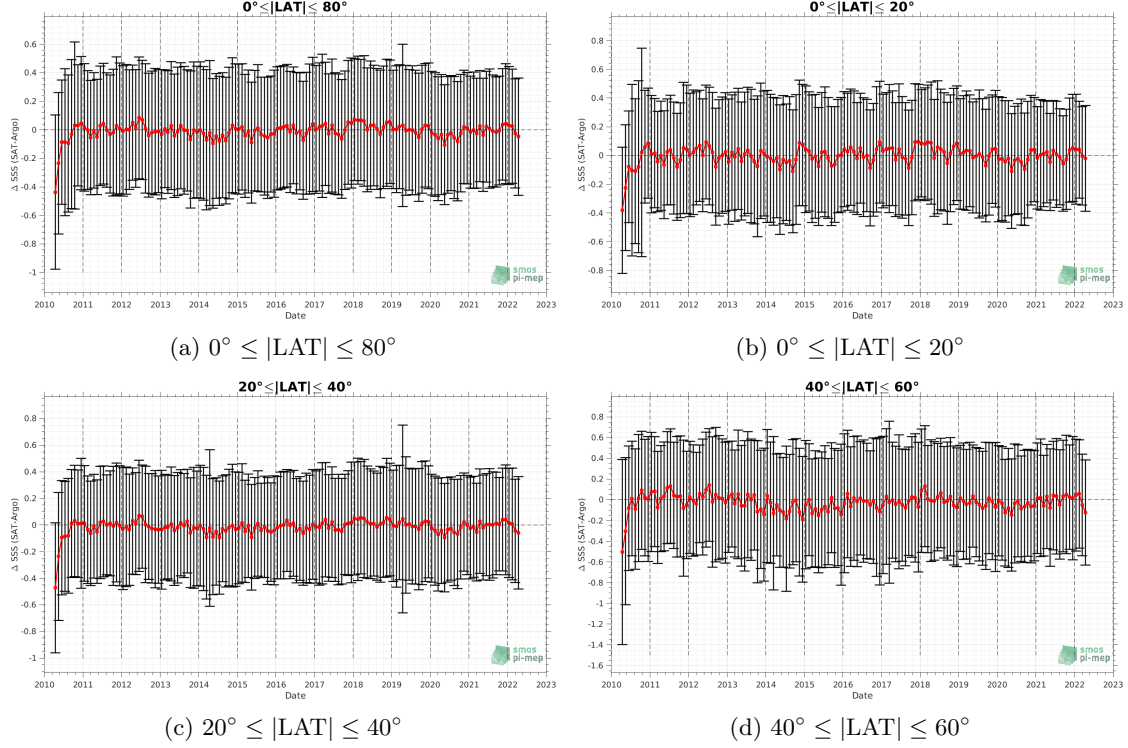 0°≤|LAT|≤ 80°
0.6
0.4
0.2
0
-0.2
-0.4
-0.6
-0.8
-1
Δ SSS (SAT-Argo)
smos
pi-mep
2010 2011 2012 2013 2014 2015 2016 2017 2018 2019 2020 2021 2022 2023
Date
(a) 0° ≤ |LAT| ≤ 80°
0°≤|LAT|≤ 20°
0.8
0.6
0.4
0.2
0
-0.2
-0.4
-0.6
-0.8
Δ SSS (SAT-Argo)
smos
pi-mep
2010 2011 2012 2013 2014 2015 2016 2017 2018 2019 2020 2021 2022 2023
Date
(b) 0° ≤ |LAT| ≤ 20°
20°≤|LAT|≤ 40°
0.8
0.6
0.4
0.2
0
-0.2
-0.4
-0.6
-0.8
-1
Δ SSS (SAT-Argo)
smos
pi-mep
2010 2011 2012 2013 2014 2015 2016 2017 2018 2019 2020 2021 2022 2023
Date
(c) 20° ≤ |LAT| ≤ 40°
40°≤|LAT|≤ 60°
0.8
0.6
0.4
0.2
0
-0.2
-0.4
-0.6
-0.8
-1
-1.2
-1.4
-1.6
Δ SSS (SAT-Argo)
smos
pi-mep
2010 2011 2012 2013 2014 2015 2016 2017 2018 2019 2020 2021 2022 2023
Date
(d) 40° ≤ |LAT| ≤ 60°